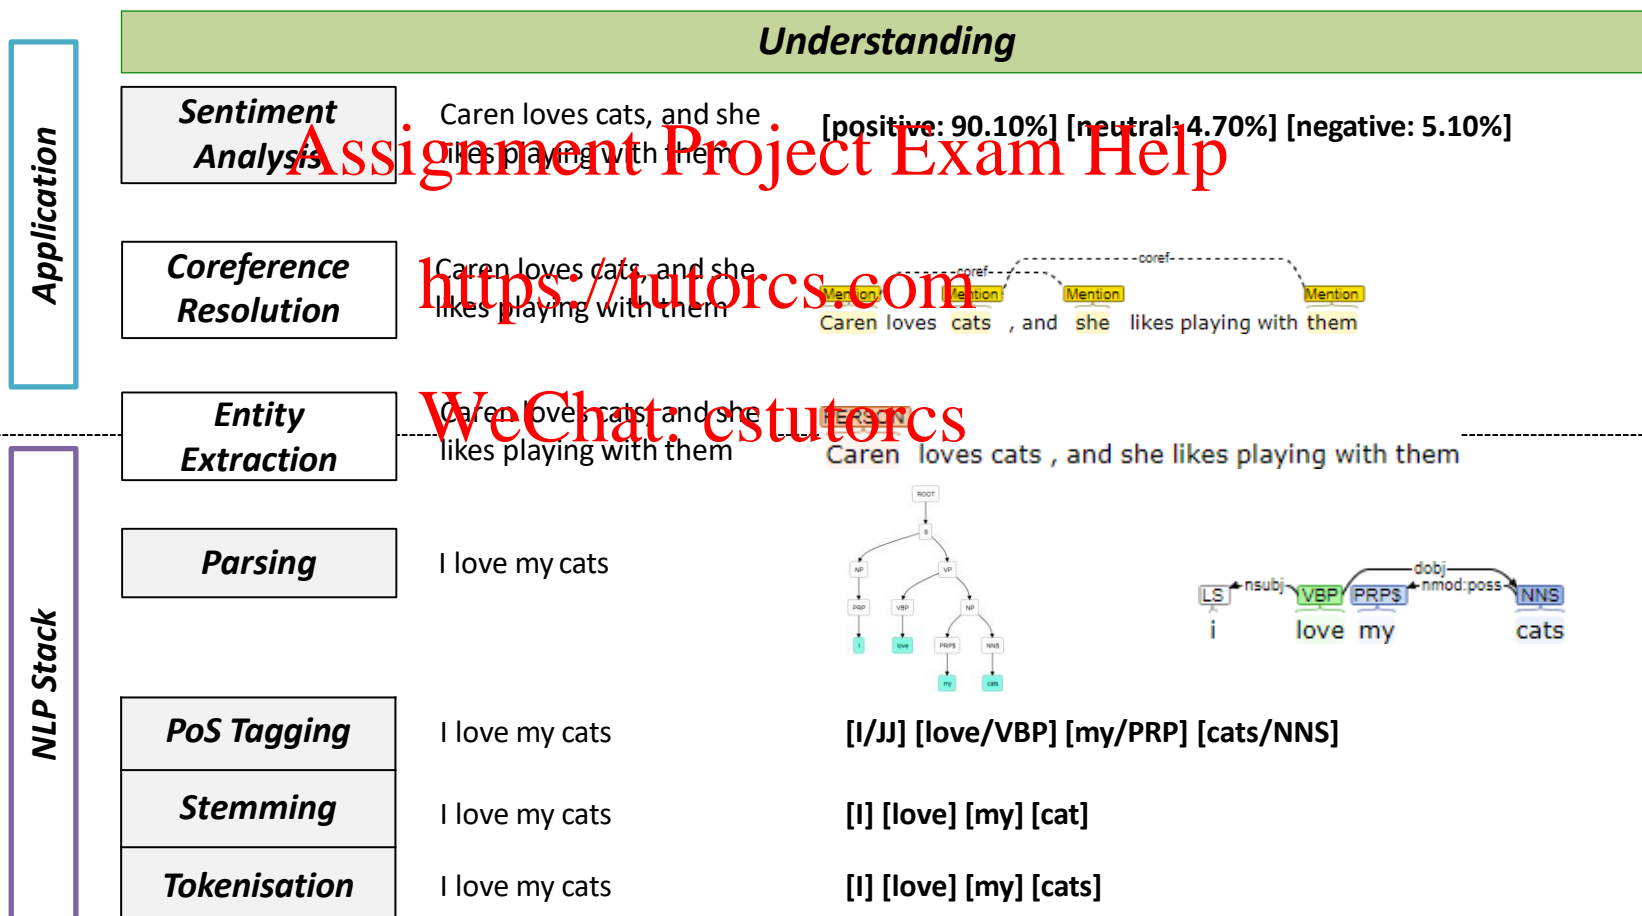 Understanding
Application
Sentiment
Analysis
Caren loves cats, and she
likes playing with them
[positive: 90.10%] [neutral: 4.70%] [negative: 5.10%]
Assignment Project Exam Help
Coreference
Resolution
Caren loves cats, and she
likes playing with them
coref
coref
Mention Mention Mention Mention
Caren loves cats , and she likes playing with them
https://tutorcs.com
Entity
Extraction
Caren loves cats, and she
likes playing with them
PERSON
Caren loves cats , and she likes playing with them
WeChat: cstutorcs
NLP Stack
Parsing
I love my cats
ROOT
S
NP VP
PRP VBP NP
I love PRP$ NNS
my cats
dobj
nsubj nmod:poss
LS VBP PRP$ NNS
i love my cats
PoS Tagging
I love my cats
[I/JJ] [love/VBP] [my/PRP] [cats/NNS]
Stemming
I love my cats
[I] [love] [my] [cat]
Tokenisation
I love my cats
[I] [love] [my] [cats]